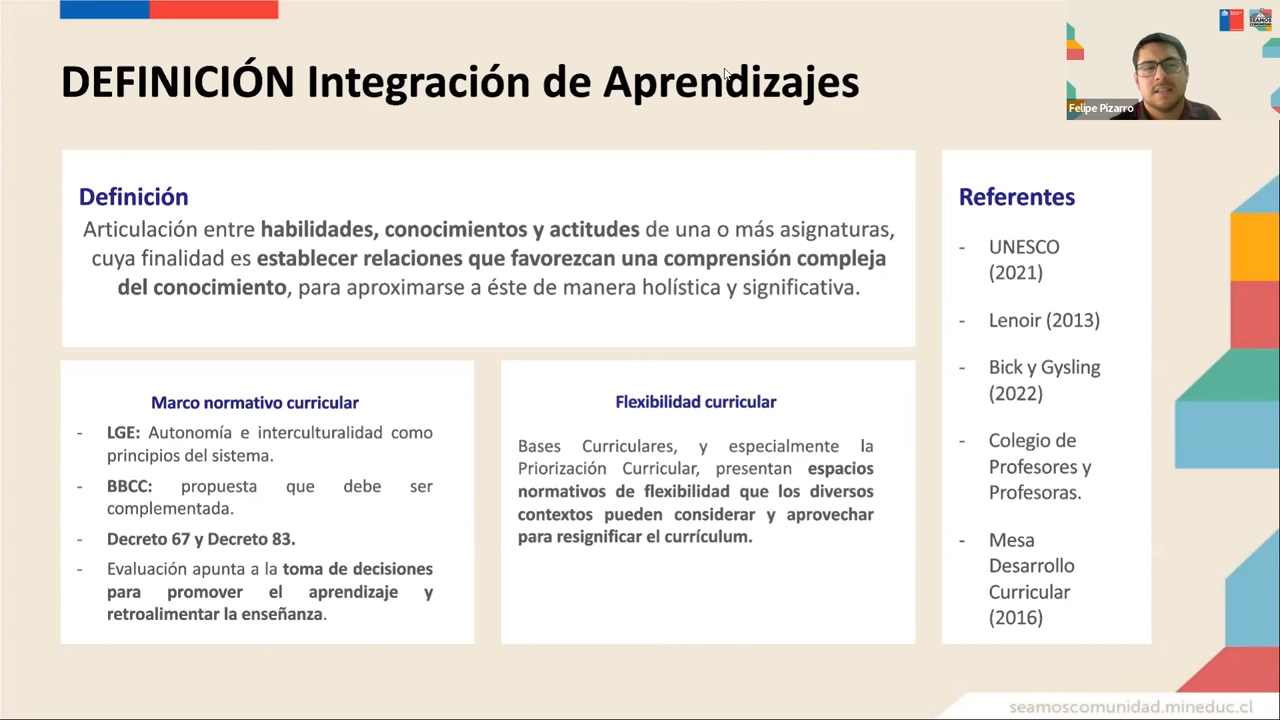 DEFINICIÓN Integración de Aprendizajes
SEAMOS
COMUNIDAD
Felipe Pizarro
Definición
Articulación entre habilidades, conocimientos y actitudes de una o más asignaturas,
cuya finalidad es establecer relaciones que favorezcan una comprensión compleja
del conocimiento, para aproximarse a éste de manera holística y significativa.
Marco normativo curricular
- LGE: Autonomía e interculturalidad como
principios del sistema.
- BBCC: propuesta que debe ser
complementada.
- Decreto 67 y Decreto 83.
- Evaluación apunta a la toma de decisiones
para promover el aprendizaje y
retroalimentar la enseñanza.
Flexibilidad curricular
Bases Curriculares, y especialmente la
Priorización Curricular, presentan espacios
normativos de flexibilidad que los diversos
contextos pueden considerar y aprovechar
para resignificar el currículum.
Referentes
- UNESCO
(2021)
- Lenoir (2013)
- Bick y Gysling
(2022)
- Colegio de
Profesores y
Profesoras.
- Mesa
Desarrollo
Curricular
(2016)
seamoscomunidad.mineduc.cl